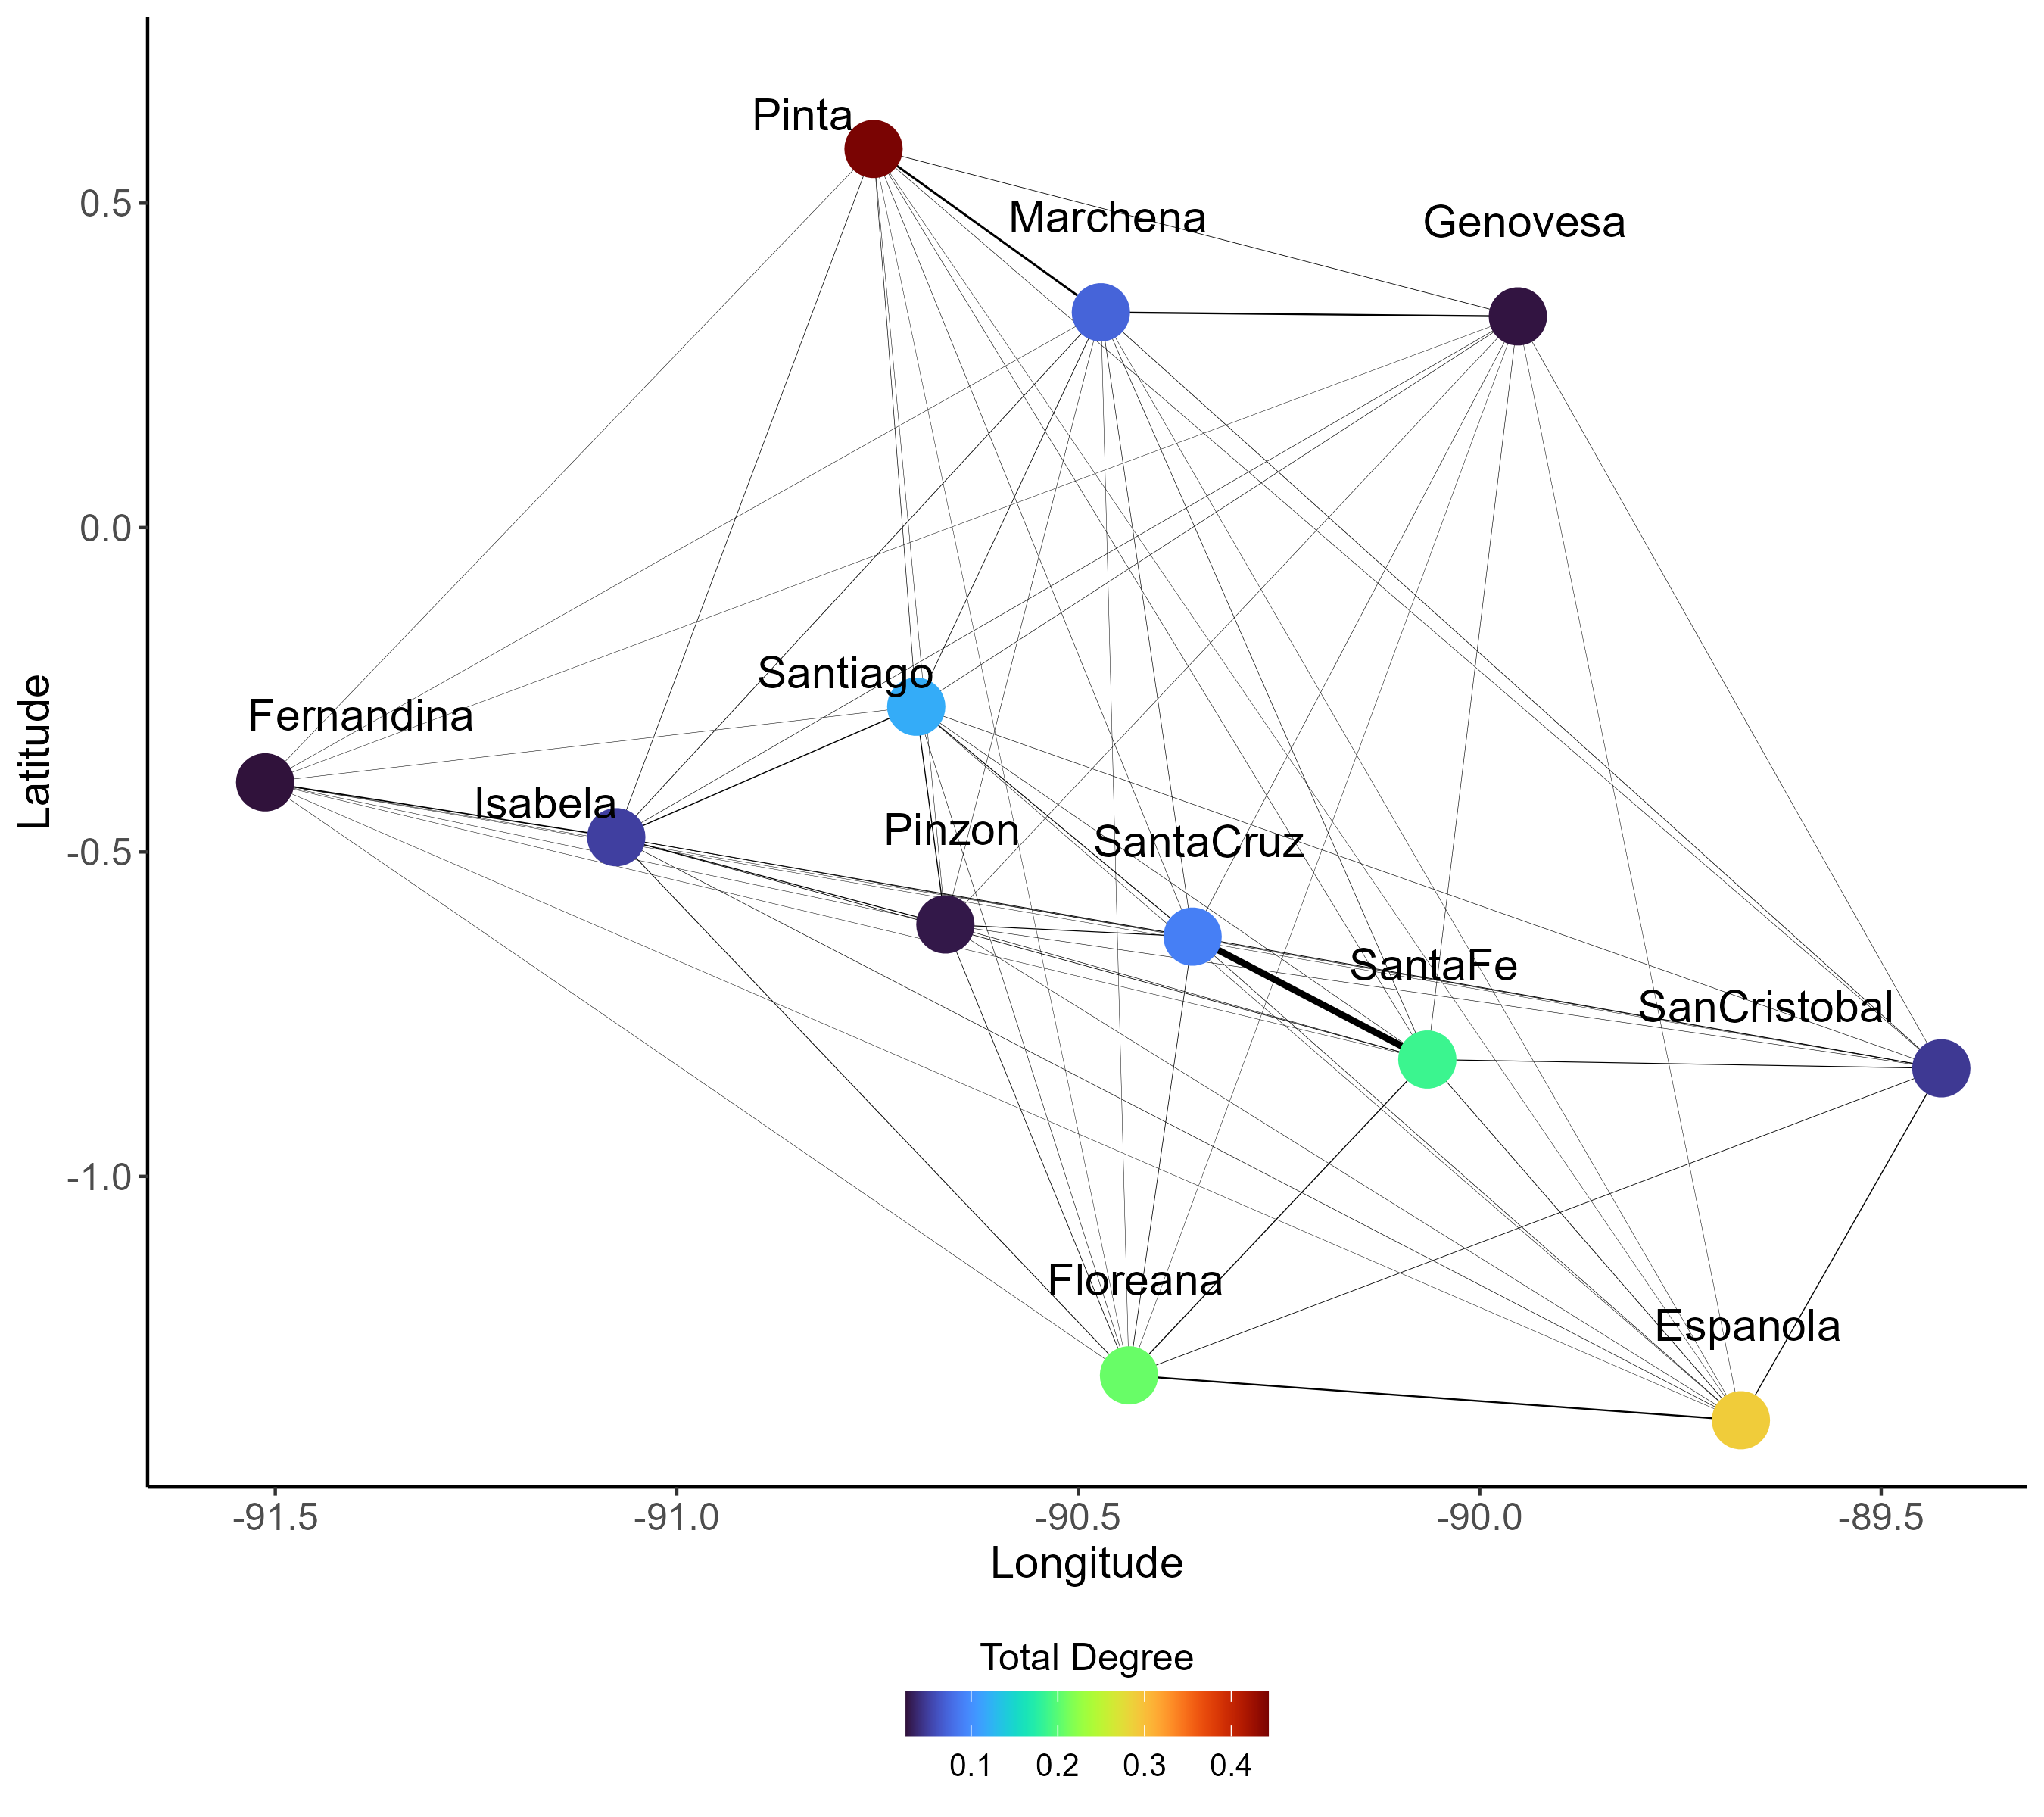 Pinta
Marchena
Genovesa
0.5
0.0
Santiago
Fernandina
Isabela
Pinzon
SantaCruz
-0.5
SantaFe
SanCristobal
-1.0
Floreana
Espanola
Latitude
-91.5
-91.0
-90.5
-90.0
-89.5
Longitude
Total Degree
0.1
0.2
0.3
0.4